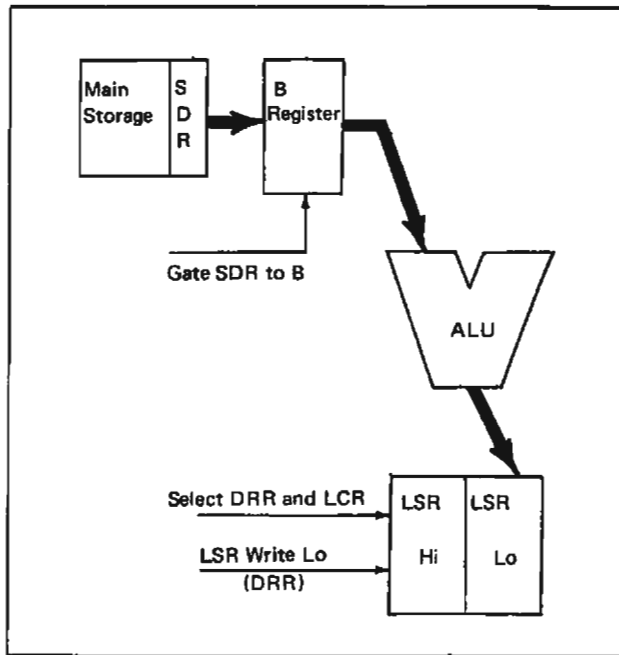 Main
Storage
S
D
R
B
Register
Gate SDR to B
ALU
Select DRR and LCR
LSR Write Lo
(DRR)
LSR
Hi
LSR
Lo